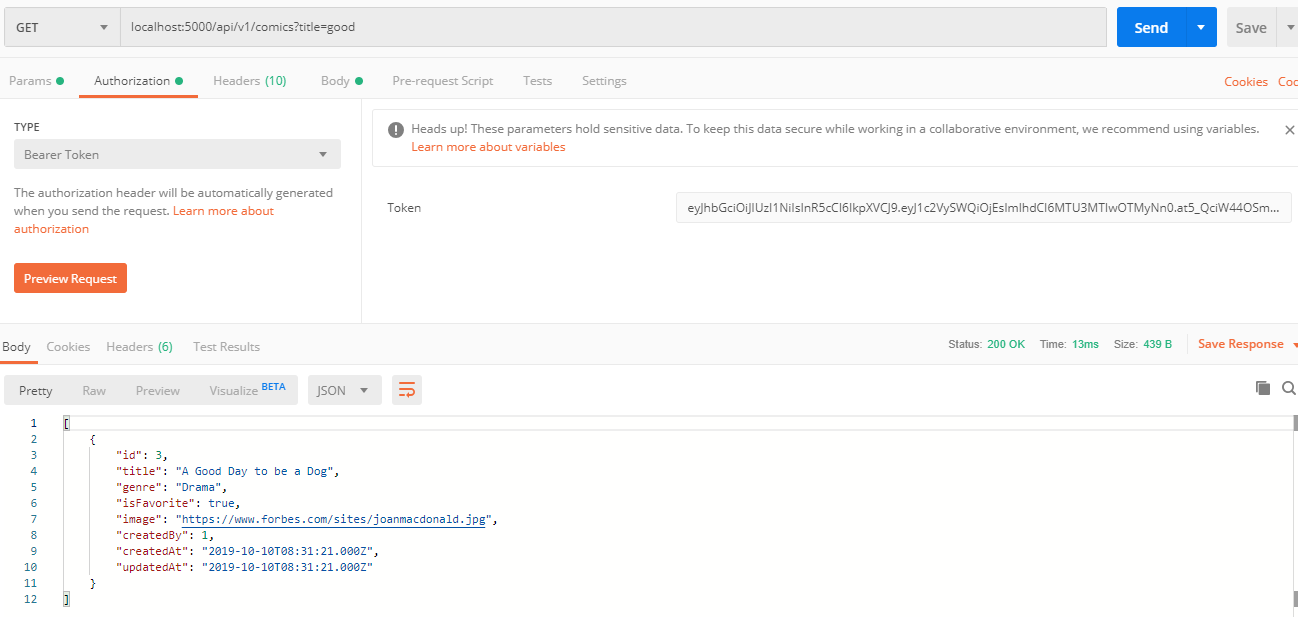 GET localhost:5000/api/v1/comics?title=good Send Save
Params Authorization Headers (10) Body Pre-request Script Tests Settings Cookies
TYPE
Bearer Token
The authorization header will be automatically generated
when you send the request. Learn more about
authorization
Preview Request
Heads up! These parameters hold sensitive data. To keep this data secure while working in a collaborative environment, we recommend using variables.
Learn more about variables
Token
Body Cookies Headers (6) Test Results Status: 200 OK Time: 13ms Size: 439 B Save Response
Pretty Raw Preview Visualize BETA JSON
1 [
2 {
3 "id": 3,
4 "title": "A Good Day to be a Dog",
5 "genre": "Drama",
6 "isFavorite": true,
7 "image": "https://www.forbes.com/sites/joanmacdonald.jpg",
8 "createdBy": 1,
9 "createdAt": "2019-10-10T08:31:21.000Z",
10 "updatedAt": "2019-10-10T08:31:21.000Z"
11 }
12 ]